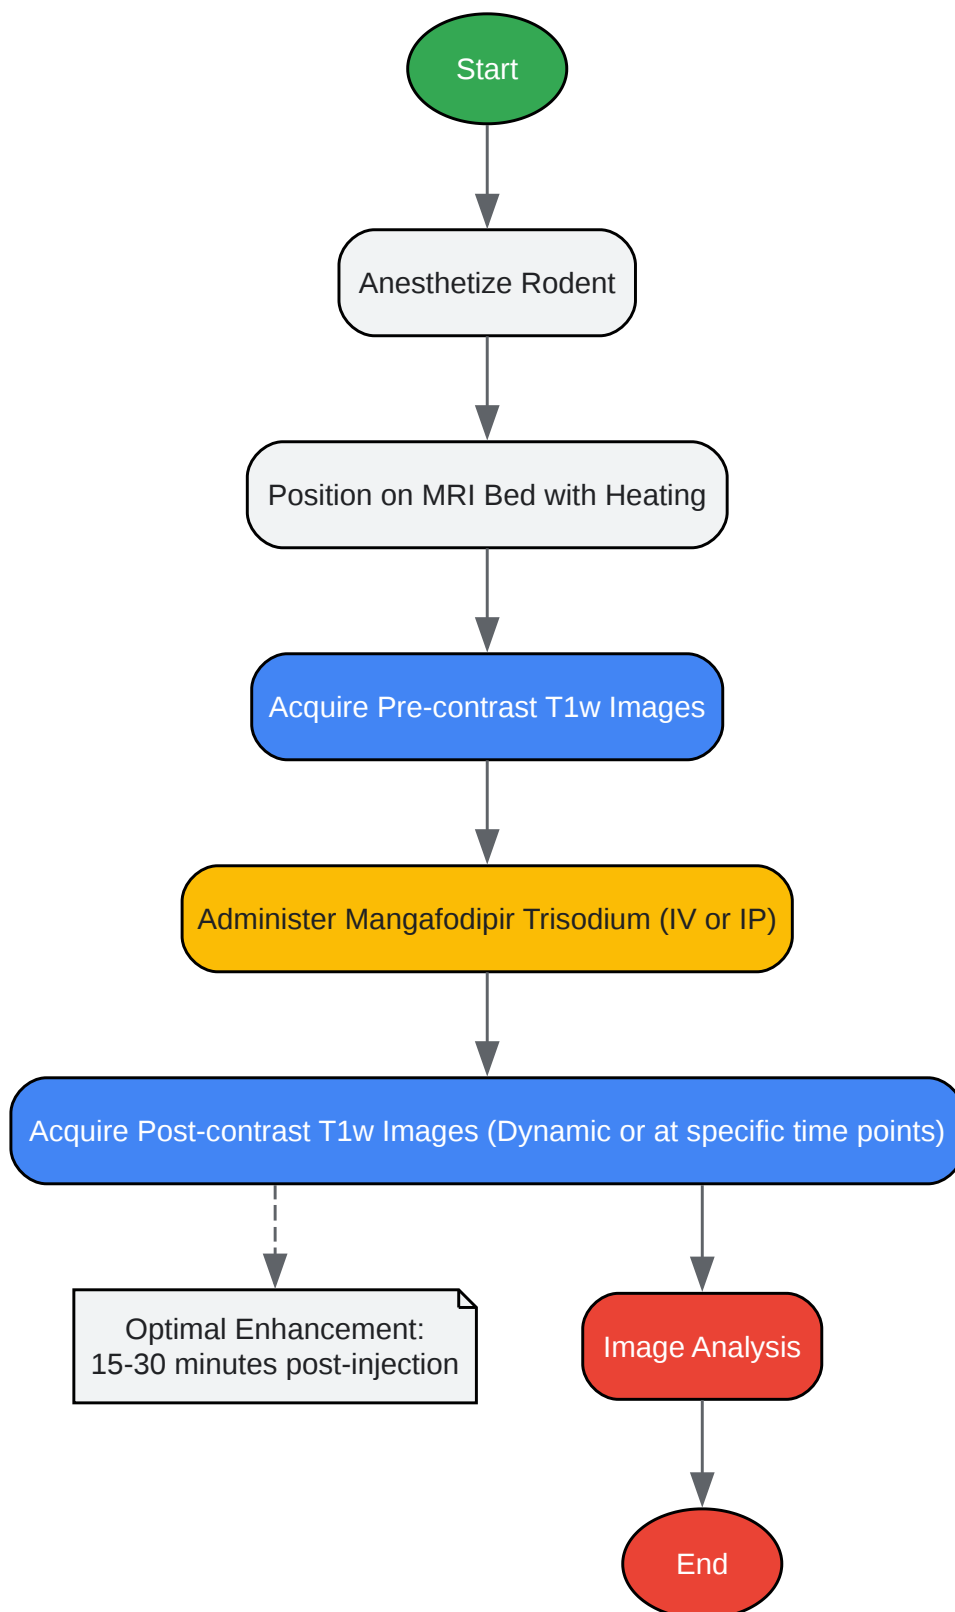 Start
Anesthetize Rodent
Position on MRI Bed with Heating
Acquire Pre-contrast T1w Images
Administer Mangafodipir Trisodium (IV or IP)
Acquire Post-contrast T1w Images (Dynamic or at specific time points)
Optimal Enhancement:
15-30 minutes post-injection
Image Analysis
End